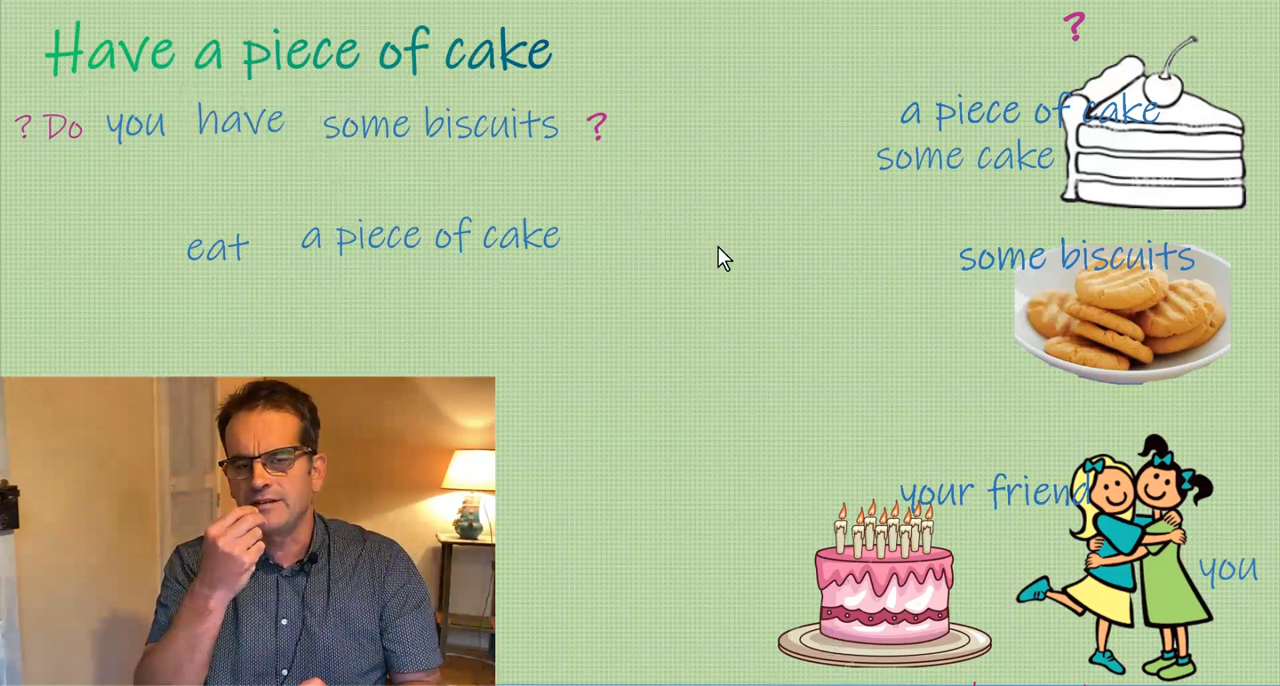 Have a piece of cake
? Do you have some biscuits ?
eat a piece of cake
?
a piece of cake
some cake
some biscuits
your friend
you